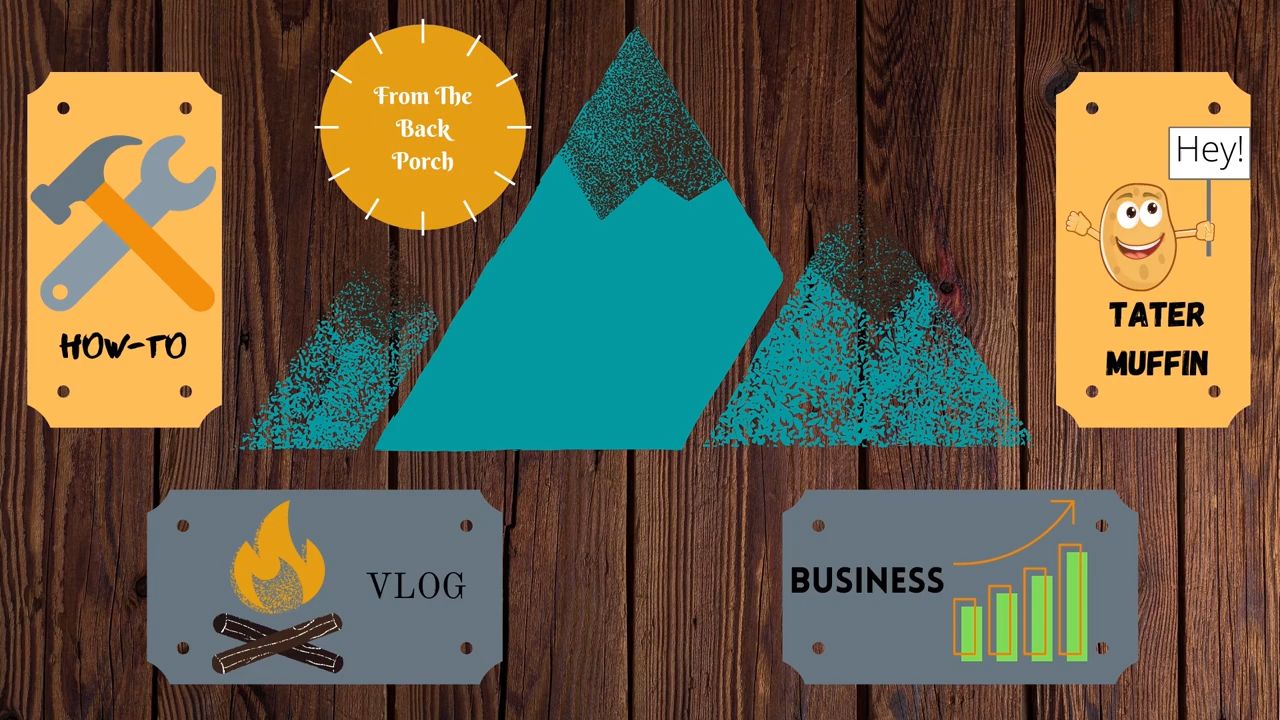 From The
Back
Porch
HOW-TO
Hey!
TATER
MUFFIN
VLOG
BUSINESS